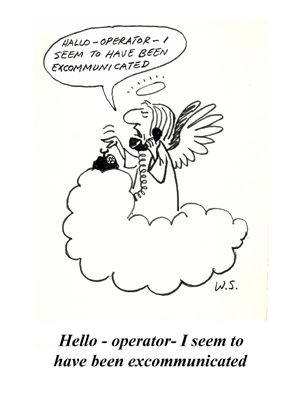 HALLO-OPERATOR-I
SEEM TO HAVE BEEN
EXCOMMUNICATED
W.S.
Hello - operator- I seem to
have been excommunicated